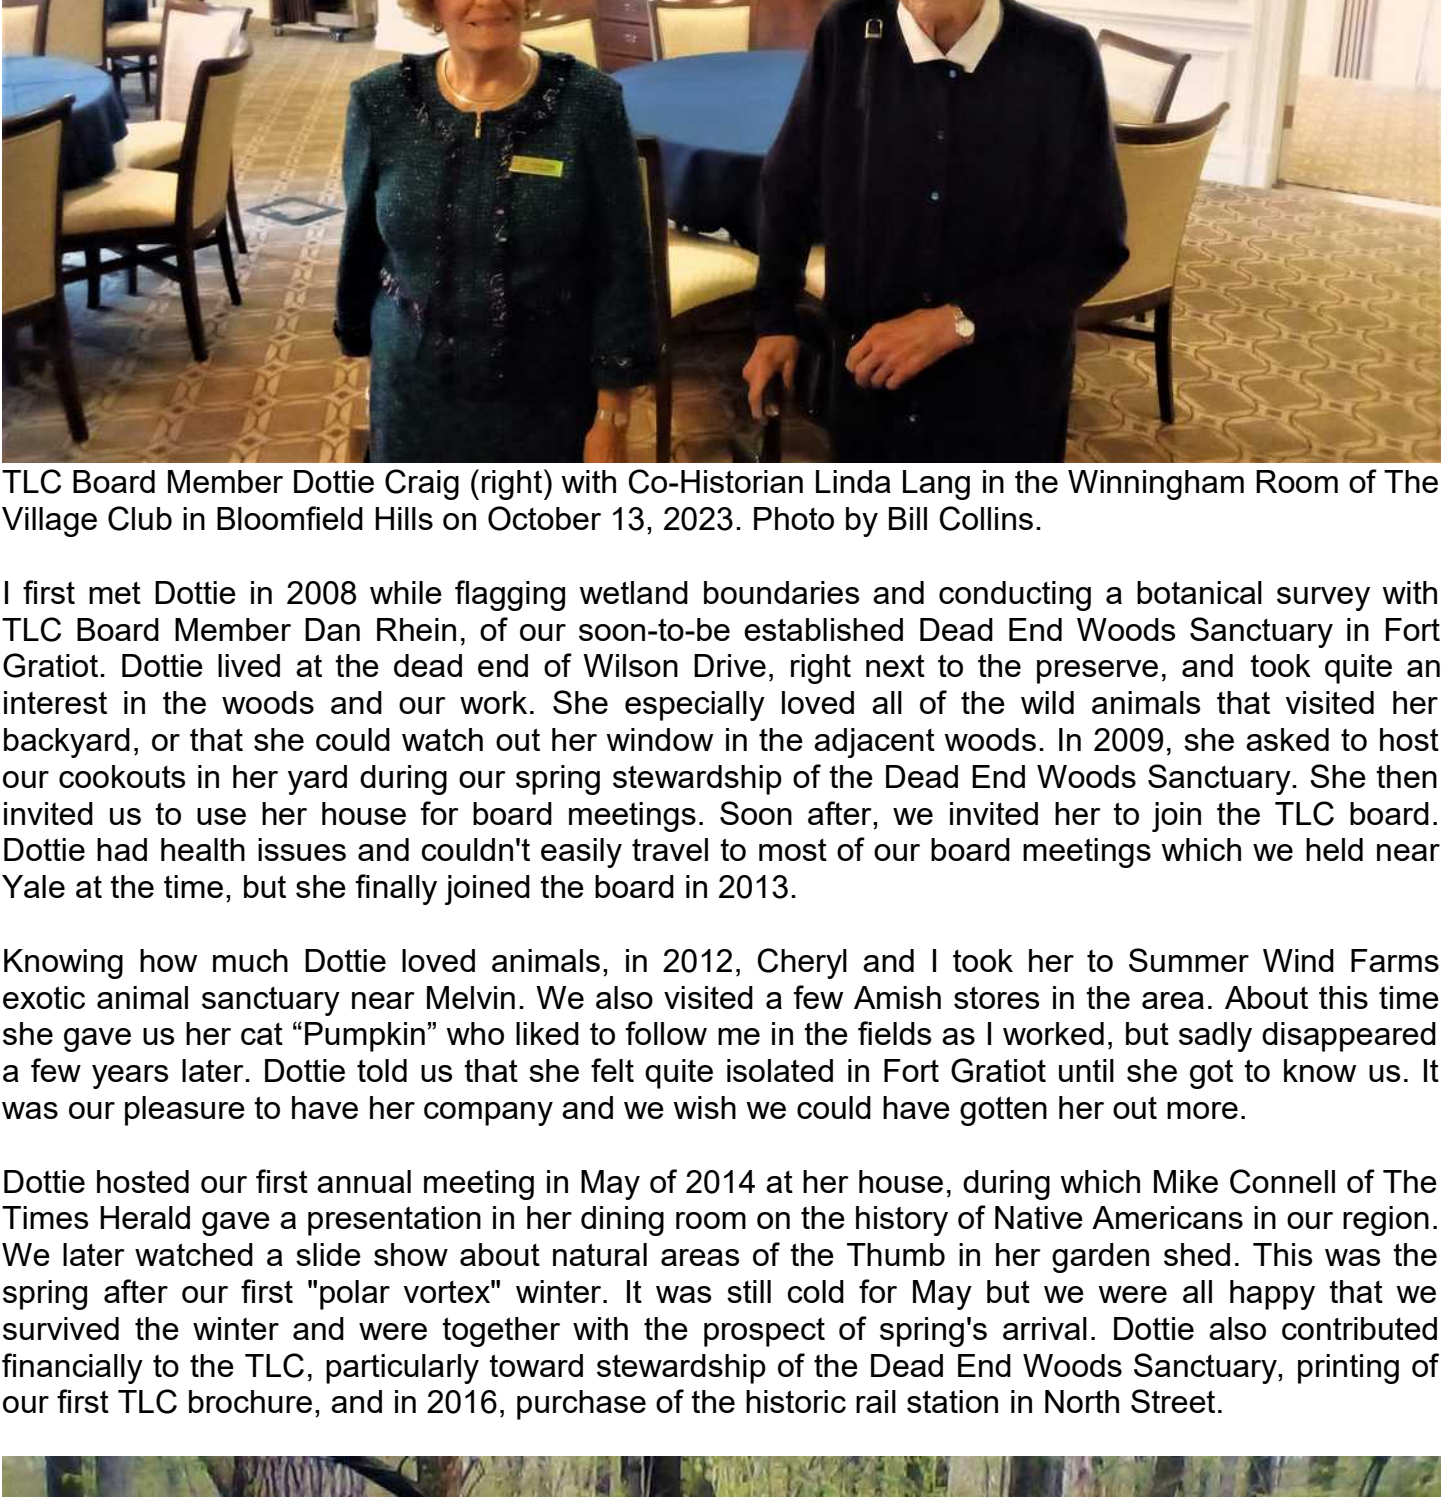 TLC Board Member Dottie Craig (right) with Co-Historian Linda Lang in the Winningham Room of The
Village Club in Bloomfield Hills on October 13, 2023. Photo by Bill Collins.
I first met Dottie in 2008 while flagging wetland boundaries and conducting a botanical survey with
TLC Board Member Dan Rhein, of our soon-to-be established Dead End Woods Sanctuary in Fort
Gratiot. Dottie lived at the dead end of Wilson Drive, right next to the preserve, and took quite an
interest in the woods and our work. She especially loved all of the wild animals that visited her
backyard, or that she could watch out her window in the adjacent woods. In 2009, she asked to host
our cookouts in her yard during our spring stewardship of the Dead End Woods Sanctuary. She then
invited us to use her house for board meetings. Soon after, we invited her to join the TLC board.
Dottie had health issues and couldn't easily travel to most of our board meetings which we held near
Yale at the time, but she finally joined the board in 2013.
Knowing how much Dottie loved animals, in 2012, Cheryl and I took her to Summer Wind Farms
exotic animal sanctuary near Melvin. We also visited a few Amish stores in the area. About this time
she gave us her cat “Pumpkin” who liked to follow me in the fields as I worked, but sadly disappeared
a few years later. Dottie told us that she felt quite isolated in Fort Gratiot until she got to know us. It
was our pleasure to have her company and we wish we could have gotten her out more.
Dottie hosted our first annual meeting in May of 2014 at her house, during which Mike Connell of The
Times Herald gave a presentation in her dining room on the history of Native Americans in our region.
We later watched a slide show about natural areas of the Thumb in her garden shed. This was the
spring after our first "polar vortex" winter. It was still cold for May but we were all happy that we
survived the winter and were together with the prospect of spring's arrival. Dottie also contributed
financially to the TLC, particularly toward stewardship of the Dead End Woods Sanctuary, printing of
our first TLC brochure, and in 2016, purchase of the historic rail station in North Street.